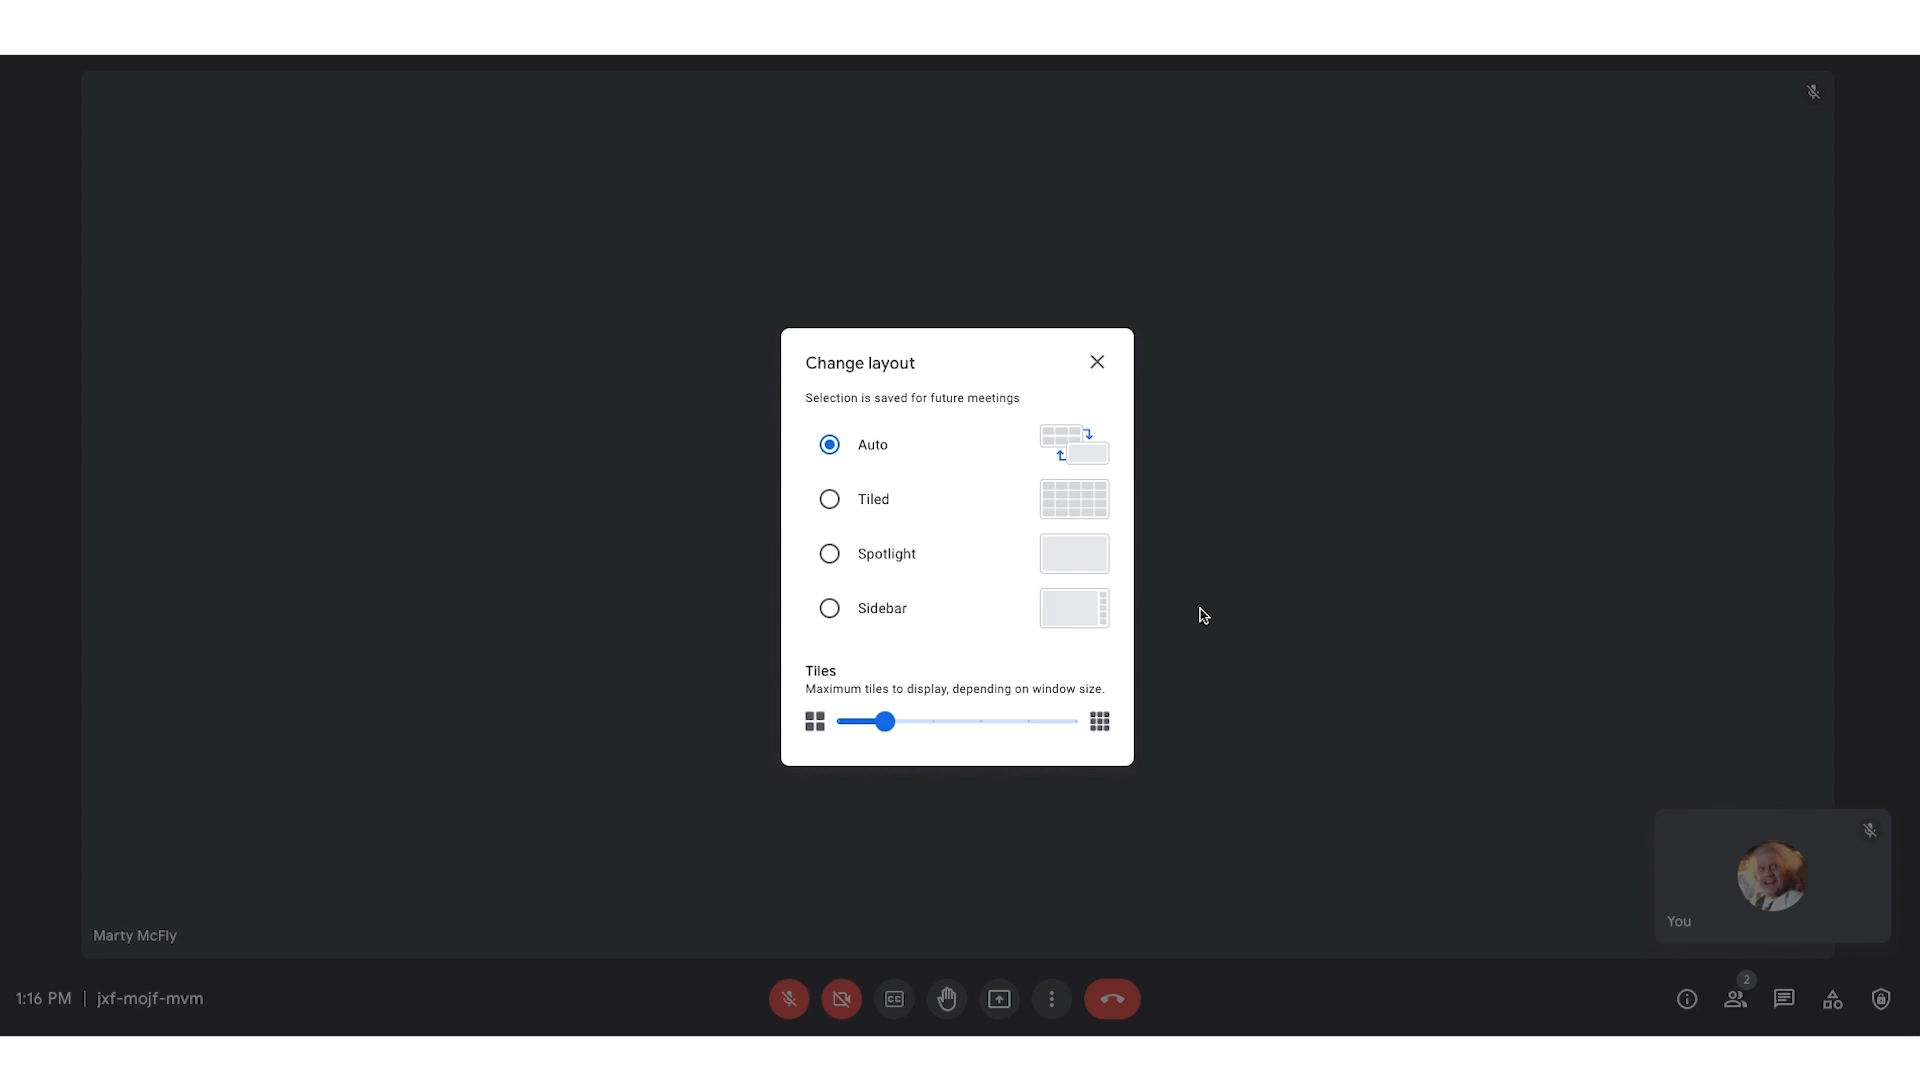 Change layout
Selection is saved for future meetings
Auto
Tiled
Spotlight
Sidebar
Tiles
Maximum tiles to display, depending on window size.
You
Marty McFly
1:16 PM | jxf-mojf-mvm
CC
2